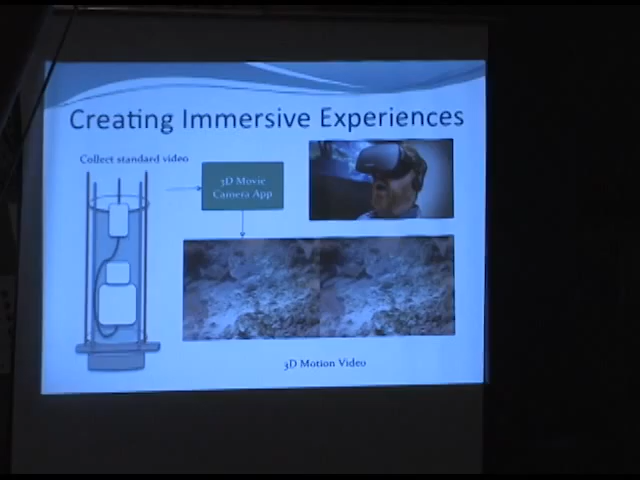 Creating Immersive Experiences
Collect standard video
3D Movie
Camera App
3D Motion Video